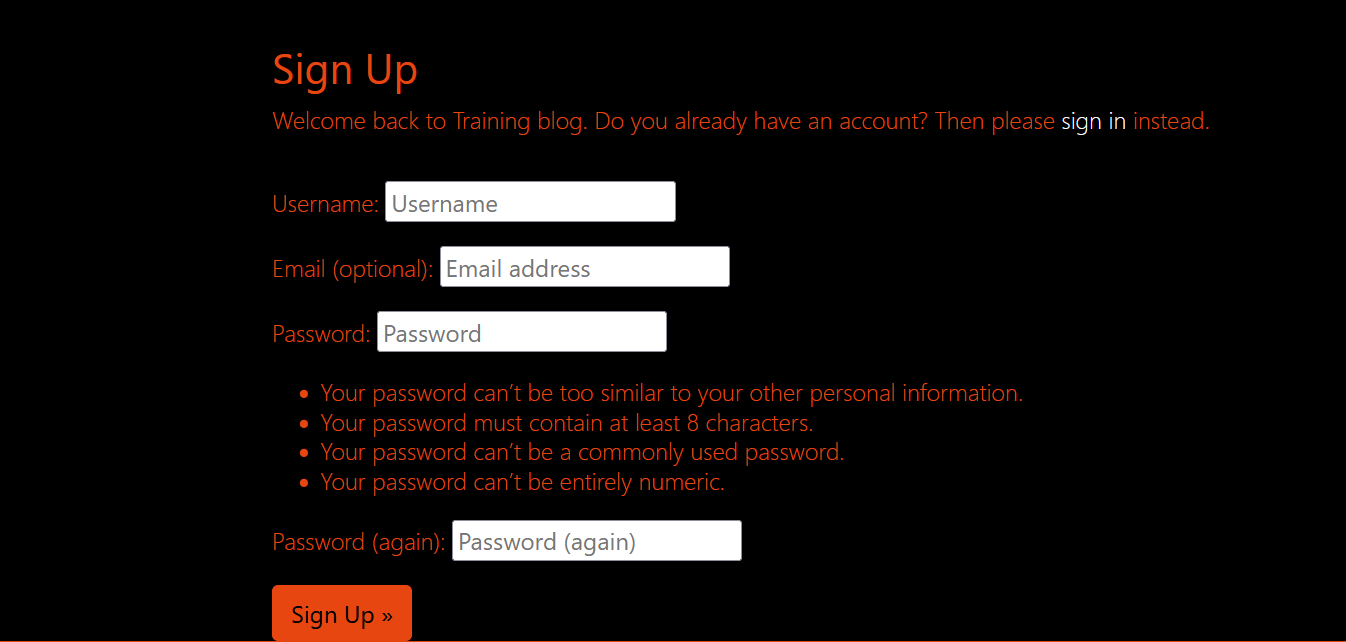 Sign Up
Welcome back to Training blog. Do you already have an account? Then please sign in instead.
Username: Username
Email (optional): Email address
Password: Password
• Your password can’t be too similar to your other personal information.
• Your password must contain at least 8 characters.
• Your password can’t be a commonly used password.
• Your password can’t be entirely numeric.
Password (again): Password (again)
Sign Up »